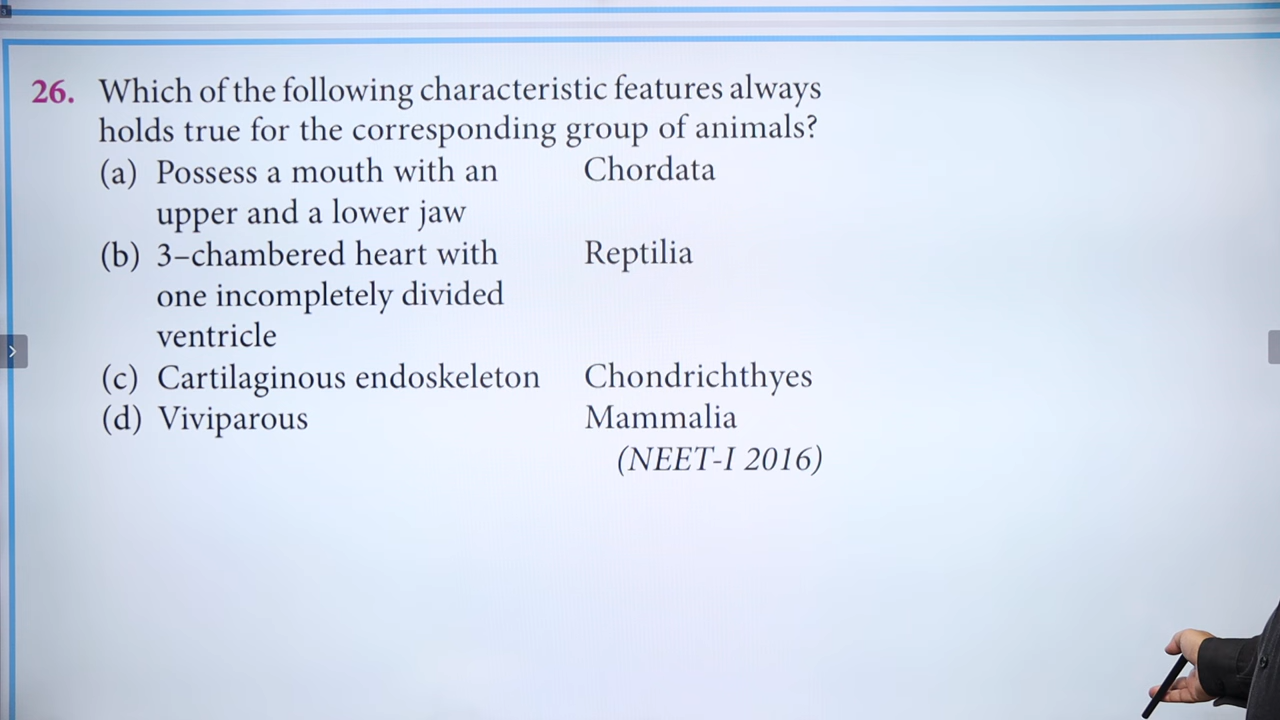 26. Which of the following characteristic features always
holds true for the corresponding group of animals?
(a) Possess a mouth with an Chordata
upper and a lower jaw
(b) 3–chambered heart with Reptilia
one incompletely divided
ventricle
(c) Cartilaginous endoskeleton Chondrichthyes
(d) Viviparous Mammalia
(NEET-I 2016)